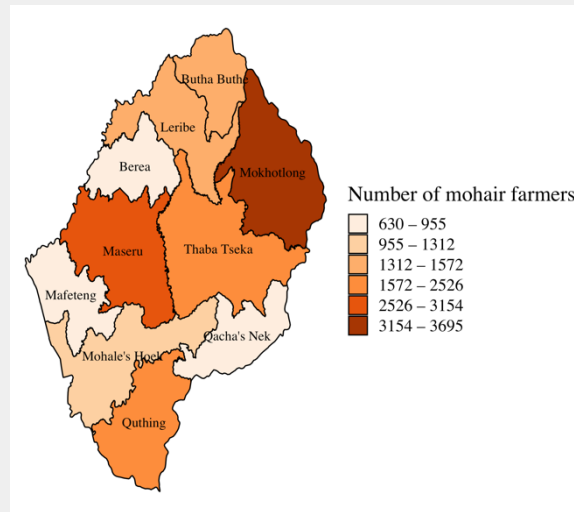 Butha Buthe
Leribe
Berea
Mokhotlong
Maseru
Thaba Tseka
Mafeteng
Qacha's Nek
Mohale's Hoek
Quthing
Number of mohair farmers
630 – 955
955 – 1312
1312 – 1572
1572 – 2526
2526 – 3154
3154 – 3695